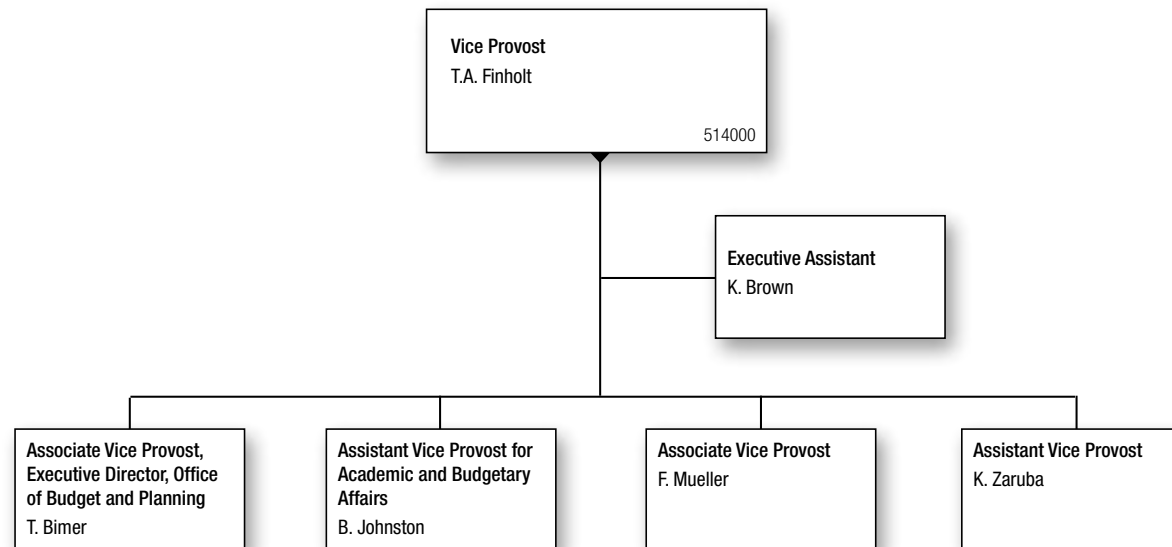 Vice Provost
T.A. Finholt
514000
Executive Assistant
K. Brown
Associate Vice Provost,
Executive Director, Office
of Budget and Planning
T. Bimer
Assistant Vice Provost for
Academic and Budgetary
Affairs
B. Johnston
Associate Vice Provost
F. Mueller
Assistant Vice Provost
K. Zaruba